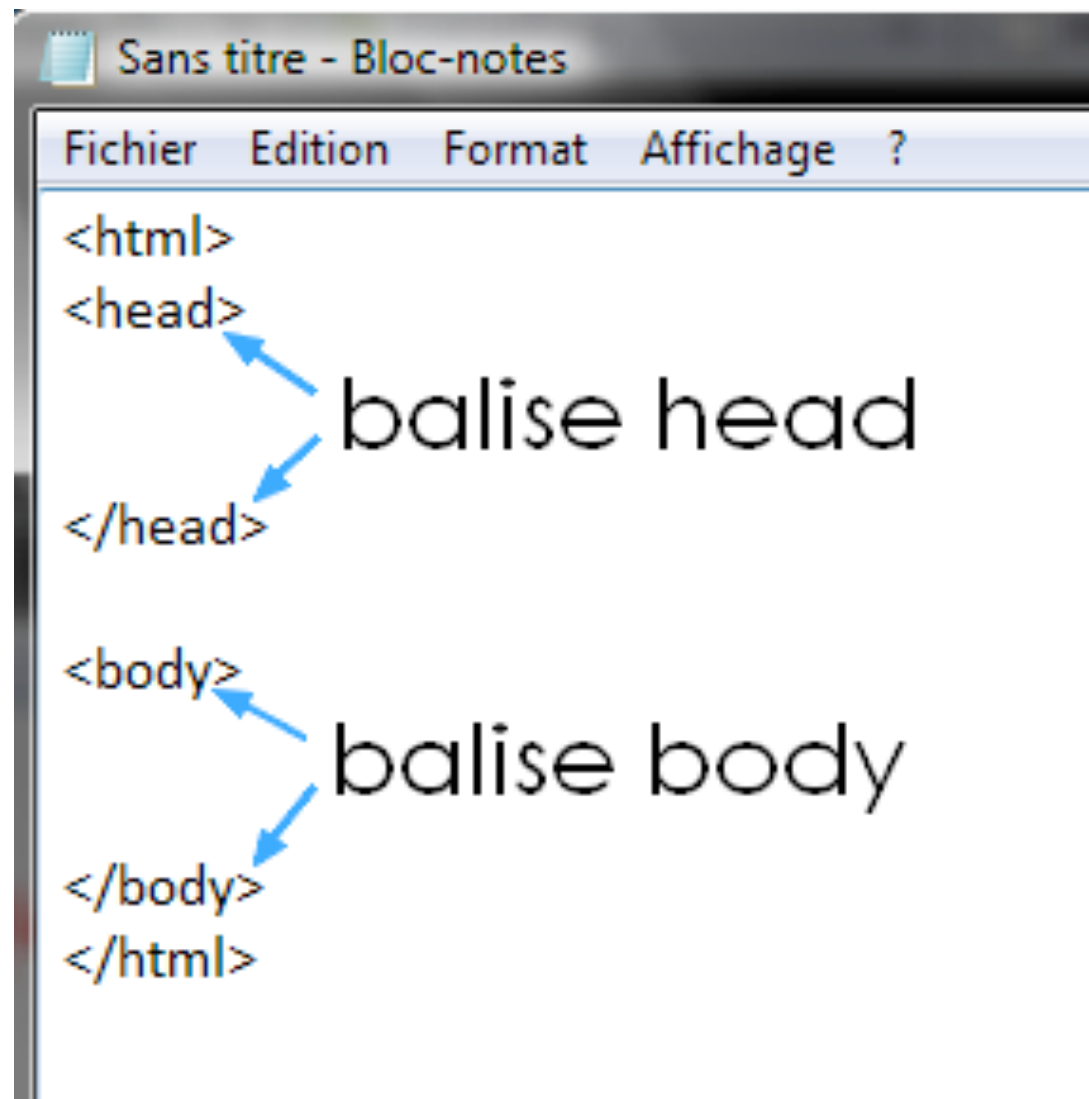 Sans titre - Bloc-notes
Fichier Edition Format Affichage ?
<html>
<head>
balise head
</head>
<body>
balise body
</body>
</html>